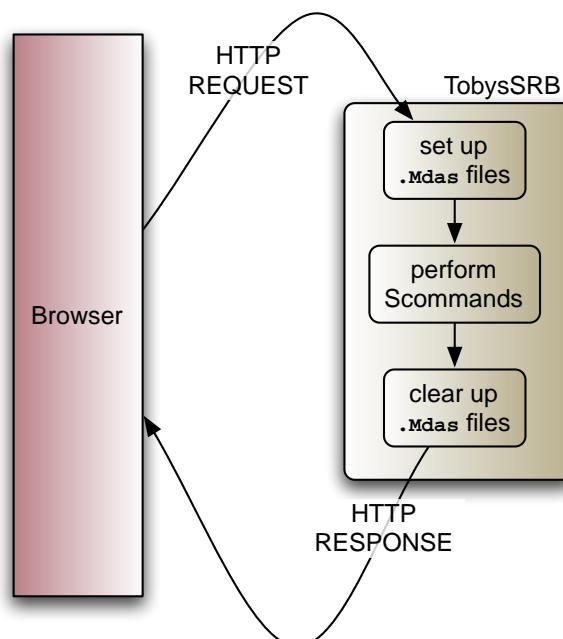 HTTP
REQUEST
TobysSRB
set up
.Mdas files
perform
Scommands
Browser
clear up
.Mdas files
HTTP
RESPONSE